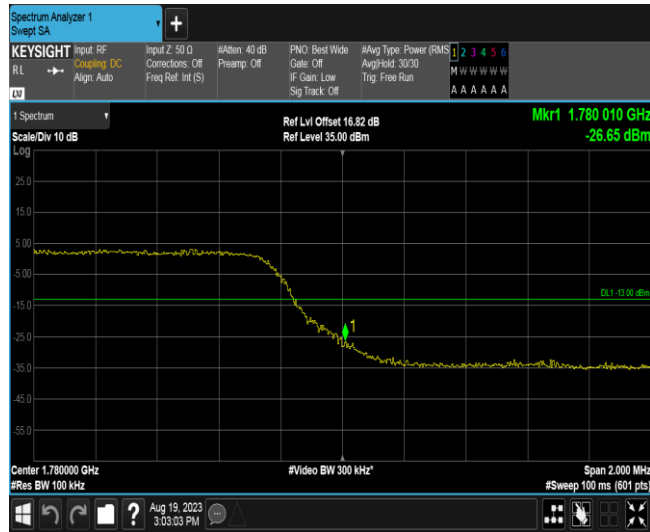 Spectrum Analyzer 1
Swept SA
+
KEYSIGHT Input: RF Input Z: 50 Ω #Atten: 40 dB PNO: Best Wide #Avg Type: Power (RMS 1 2 3 4 5 6
RL Coupling: DC Corrections: Off Preamp: Off Gate: Off Avg|Hold: 30/30 M W W W W W
Align: Auto Freq Ref: Int (S) IF Gain: Low Trig: Free Run
LXI Sig Track: Off A A A A A A
1 Spectrum Ref Lvl Offset 16.82 dB Mkr1 1.780 010 GHz
Scale/Div 10 dB Ref Level 35.00 dBm -26.65 dBm
Log
25.0
15.0
5.00
-5.00
DL1 -13.00 dBm
-15.0
1
-25.0
-35.0
-45.0
-55.0
Center 1.780000 GHz #Video BW 300 kHz* Span 2.000 MHz
#Res BW 100 kHz #Sweep 100 ms (601 pts)
? Aug 19, 2023
3:03:03 PM